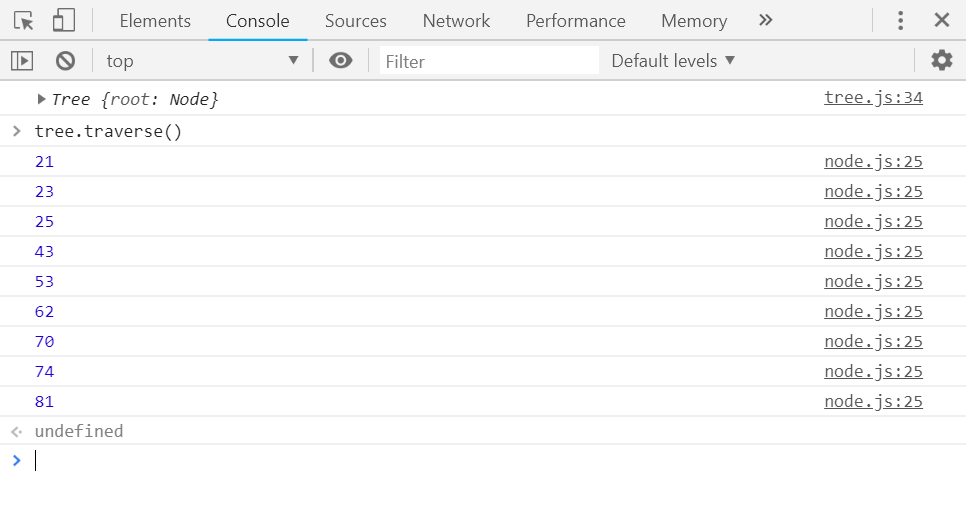 Elements Console Sources Network Performance Memory »
top Filter Default levels
Tree {root: Node} tree.js:34
> tree.traverse()
21 node.js:25
23 node.js:25
25 node.js:25
43 node.js:25
53 node.js:25
62 node.js:25
70 node.js:25
74 node.js:25
81 node.js:25
undefined
>